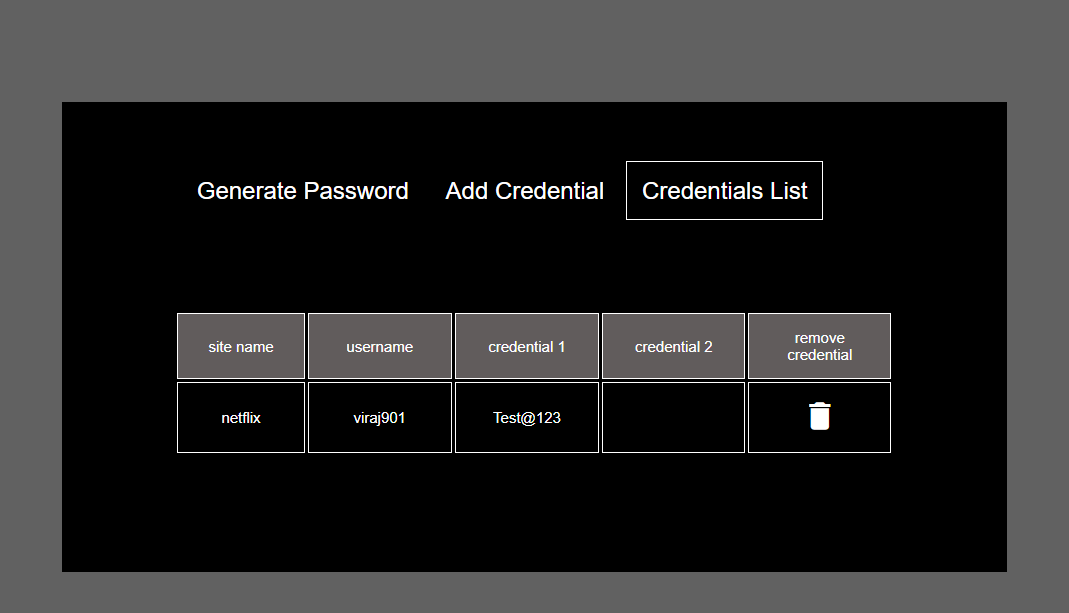 Generate Password Add Credential Credentials List
site name username credential 1 credential 2 remove
credential
netflix viraj901 Test@123